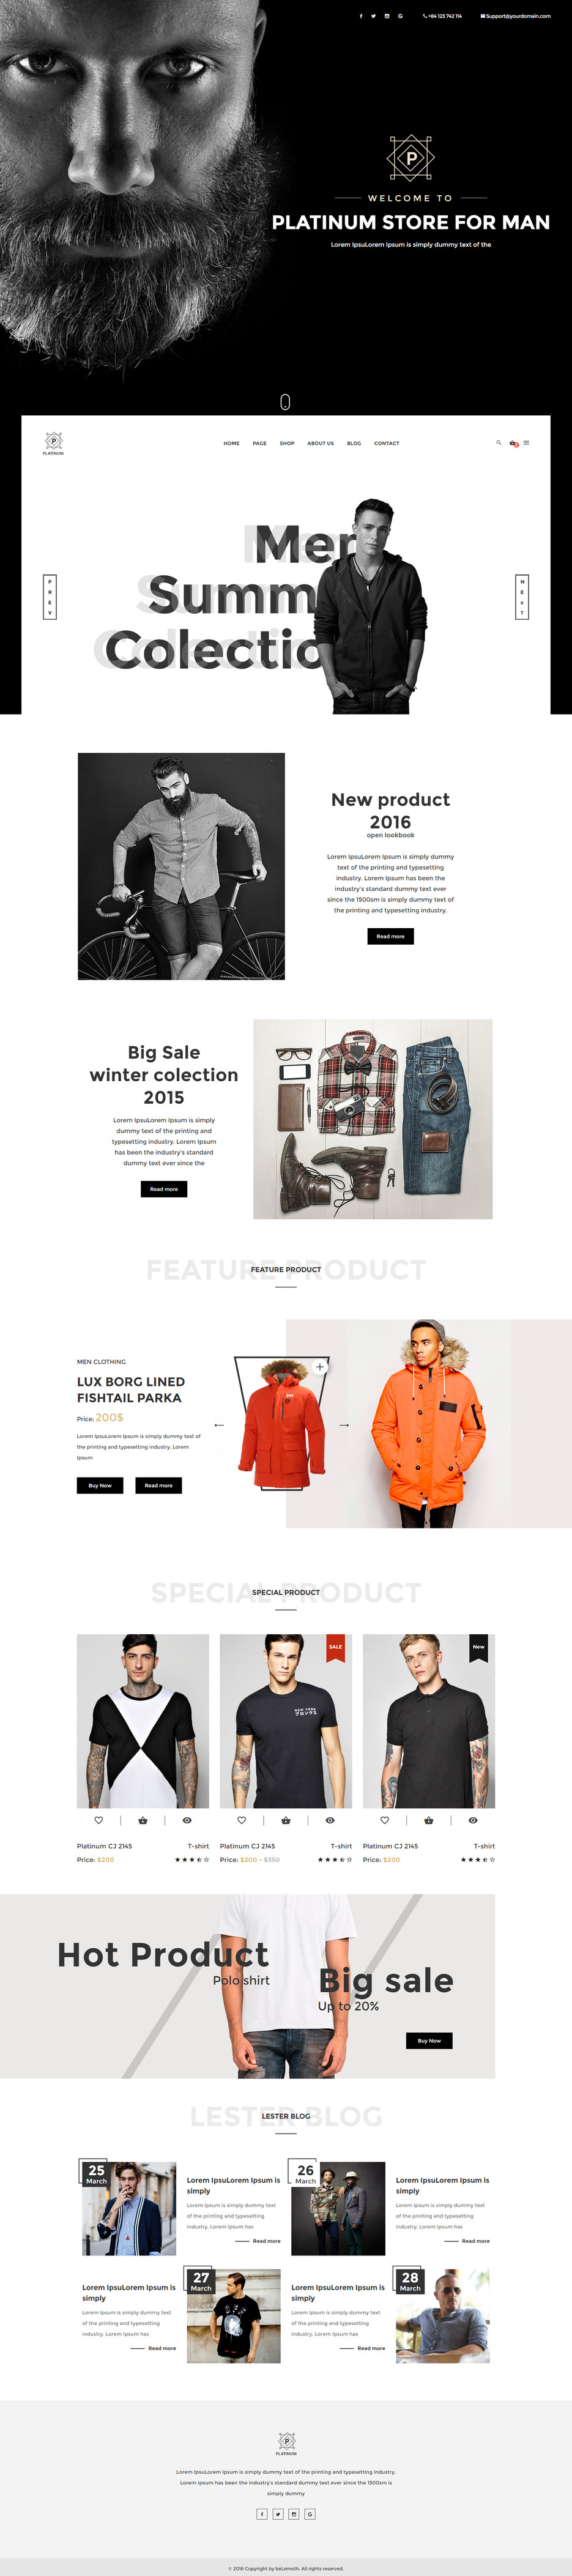 +84 123 742 114
Support@yourdomain.com
P
WELCOME TO
PLATINUM STORE FOR MAN
Lorem IpsuLorem Ipsum is simply dummy text of the
P
PLATINUM
HOME PAGE SHOP ABOUT US BLOG CONTACT
Men
Summ
Colectio
PREV
NExT
New product
2016
open lookbook
Lorem IpsuLorem Ipsum is simply dummy
text of the printing and typesetting
industry. Lorem Ipsum has been the
industry's standard dummy text ever
since the 1500sm is simply dummy text of
the printing and typesetting industry.
Read more
Big Sale
winter colection
2015
Lorem IpsuLorem Ipsum is simply
dummy text of the printing and
typesetting industry. Lorem Ipsum
has been the industry's standard
dummy text ever since the
Read more
FEATURE PRODUCT
FEATURE PRODUCT
MEN CLOTHING
LUX BORG LINED
FISHTAIL PARKA
Price: 200$
Lorem IpsuLorem Ipsum is simply dummy text of
the printing and typesetting industry. Lorem
Ipsum
Buy Now
Read more
SPECIAL PRODUCT
SPECIAL PRODUCT
SALE
New
NEW YORK
ブロンクス
Platinum CJ 2145 T-shirt
Price: $200
Platinum CJ 2145 T-shirt
Price: $200 - $350
Platinum CJ 2145 T-shirt
Price: $200
Hot Product
Polo shirt
Big sale
Up to 20%
Buy Now
LESTER BLOG
LESTER BLOG
25
March
Lorem IpsuLorem Ipsum is
simply
Lorem Ipsum is simply dummy text
of the printing and typesetting
industry. Lorem Ipsum has
Read more
26
March
Lorem IpsuLorem Ipsum is
simply
Lorem Ipsum is simply dummy text
of the printing and typesetting
industry. Lorem Ipsum has
Read more
Lorem IpsuLorem Ipsum is
simply
Lorem Ipsum is simply dummy text
of the printing and typesetting
industry. Lorem Ipsum has
Read more
27
March
Lorem IpsuLorem Ipsum is
simply
Lorem Ipsum is simply dummy text
of the printing and typesetting
industry. Lorem Ipsum has
Read more
28
March
P
PLATINUM
Lorem IpsuLorem Ipsum is simply dummy text of the printing and typesetting industry.
Lorem Ipsum has been the industry's standard dummy text ever since the 1500sm is
simply dummy
© 2016 Copyright by beLemoth. All rights reserved.